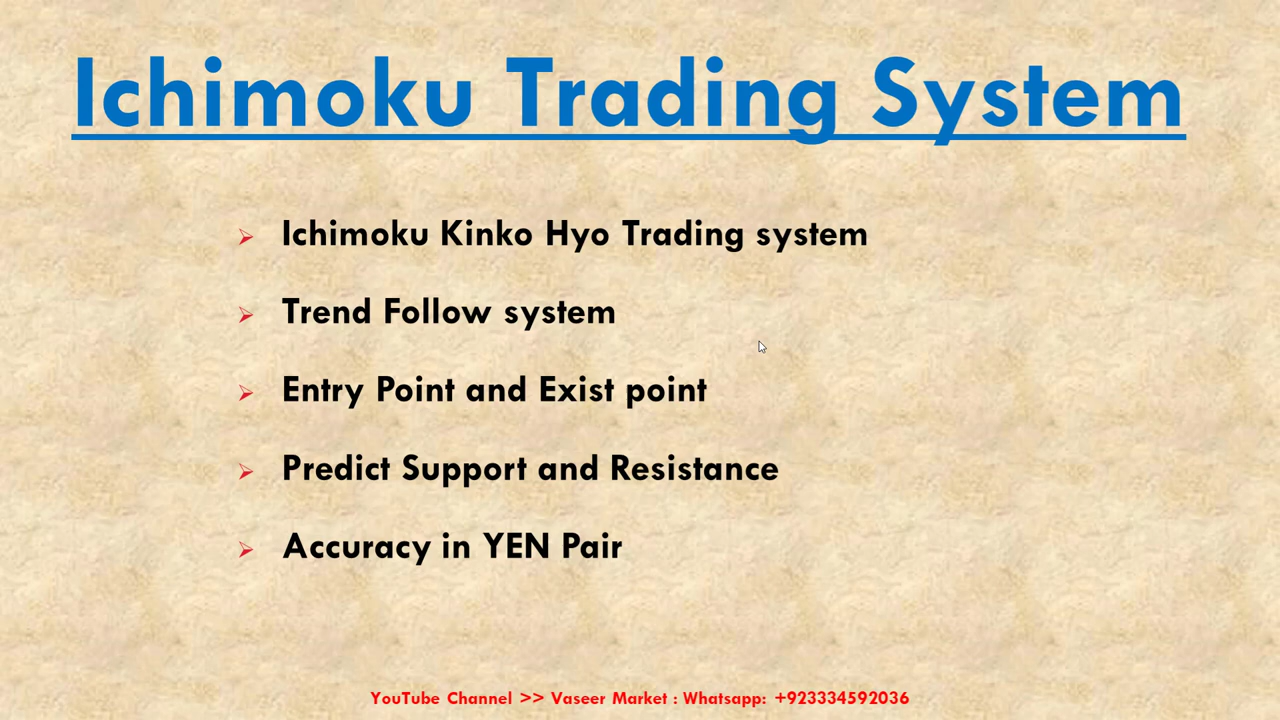 Ichimoku Trading System
Ichimoku Kinko Hyo Trading system
Trend Follow system
Entry Point and Exist point
Predict Support and Resistance
Accuracy in YEN Pair
YouTube Channel >> Vaseer Market : Whatsapp: +923334592036